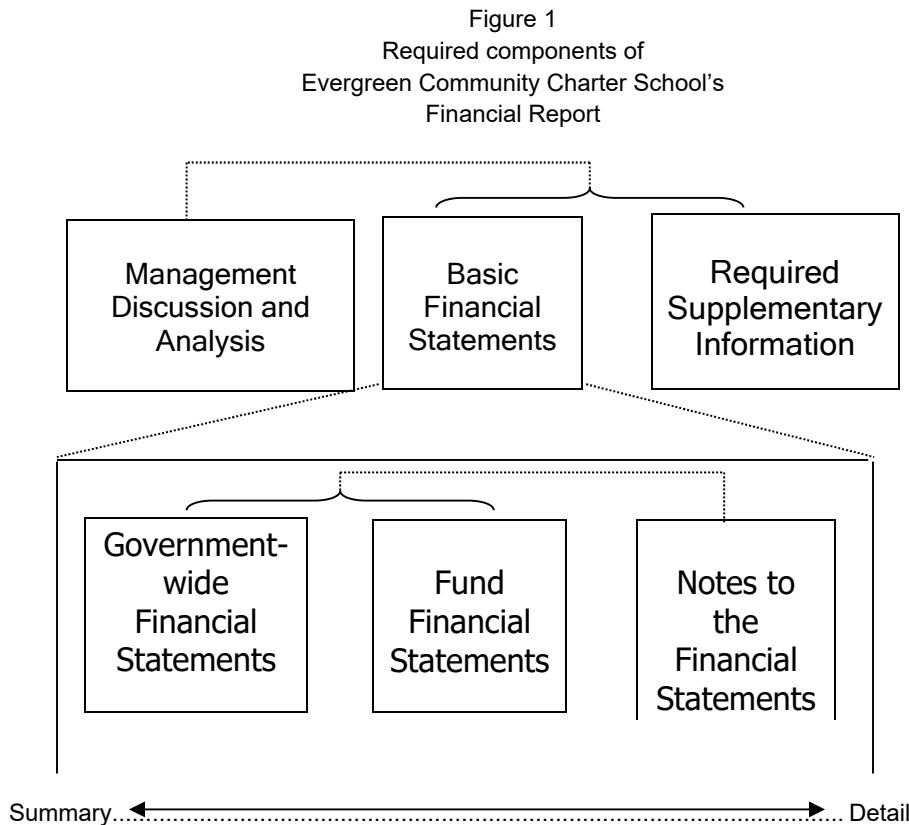 Figure 1
Required components of
Evergreen Community Charter School's
Financial Report
Management
Discussion and
Analysis
Basic
Financial
Statements
Required
Supplementary
Information
Government-
wide
Financial
Statements
Fund
Financial
Statements
Notes to
the
Financial
Statements
Summary Detail